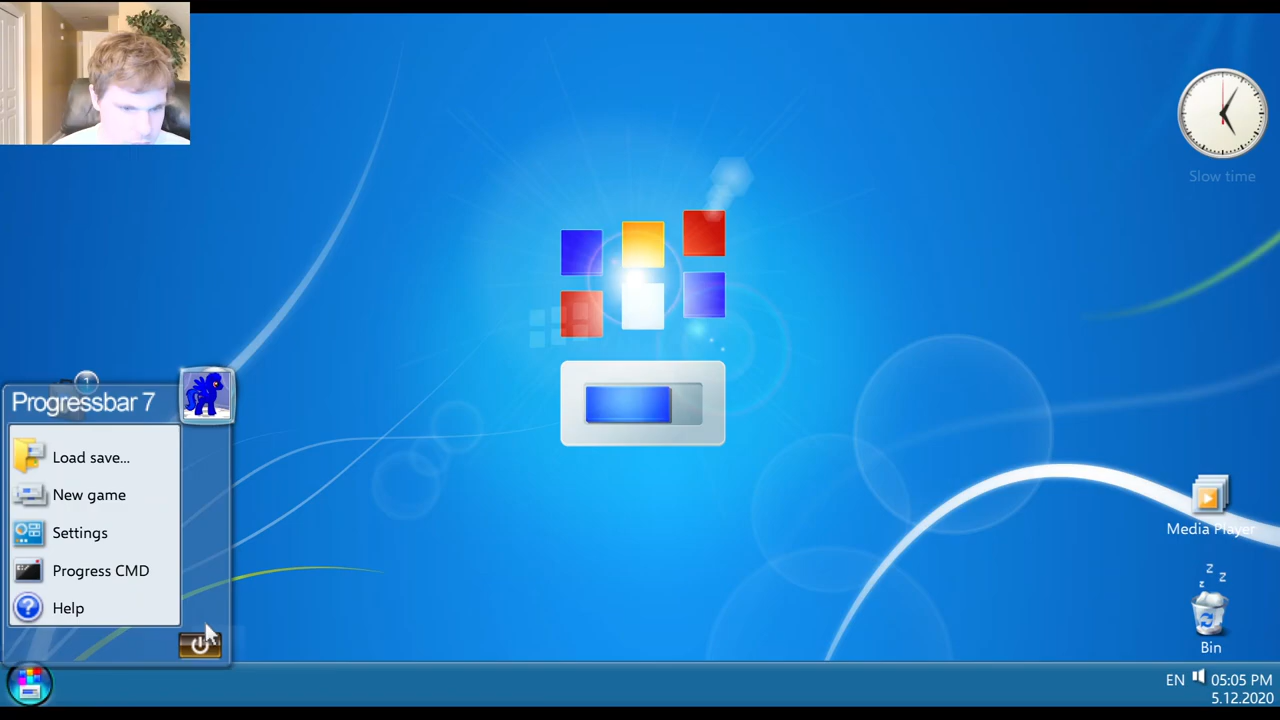 Slow time
1
Progressbar 7
Load save...
New game
Settings
Progress CMD
Help
Media Player
z
z
z
Bin
EN
05:05 PM
5.12.2020